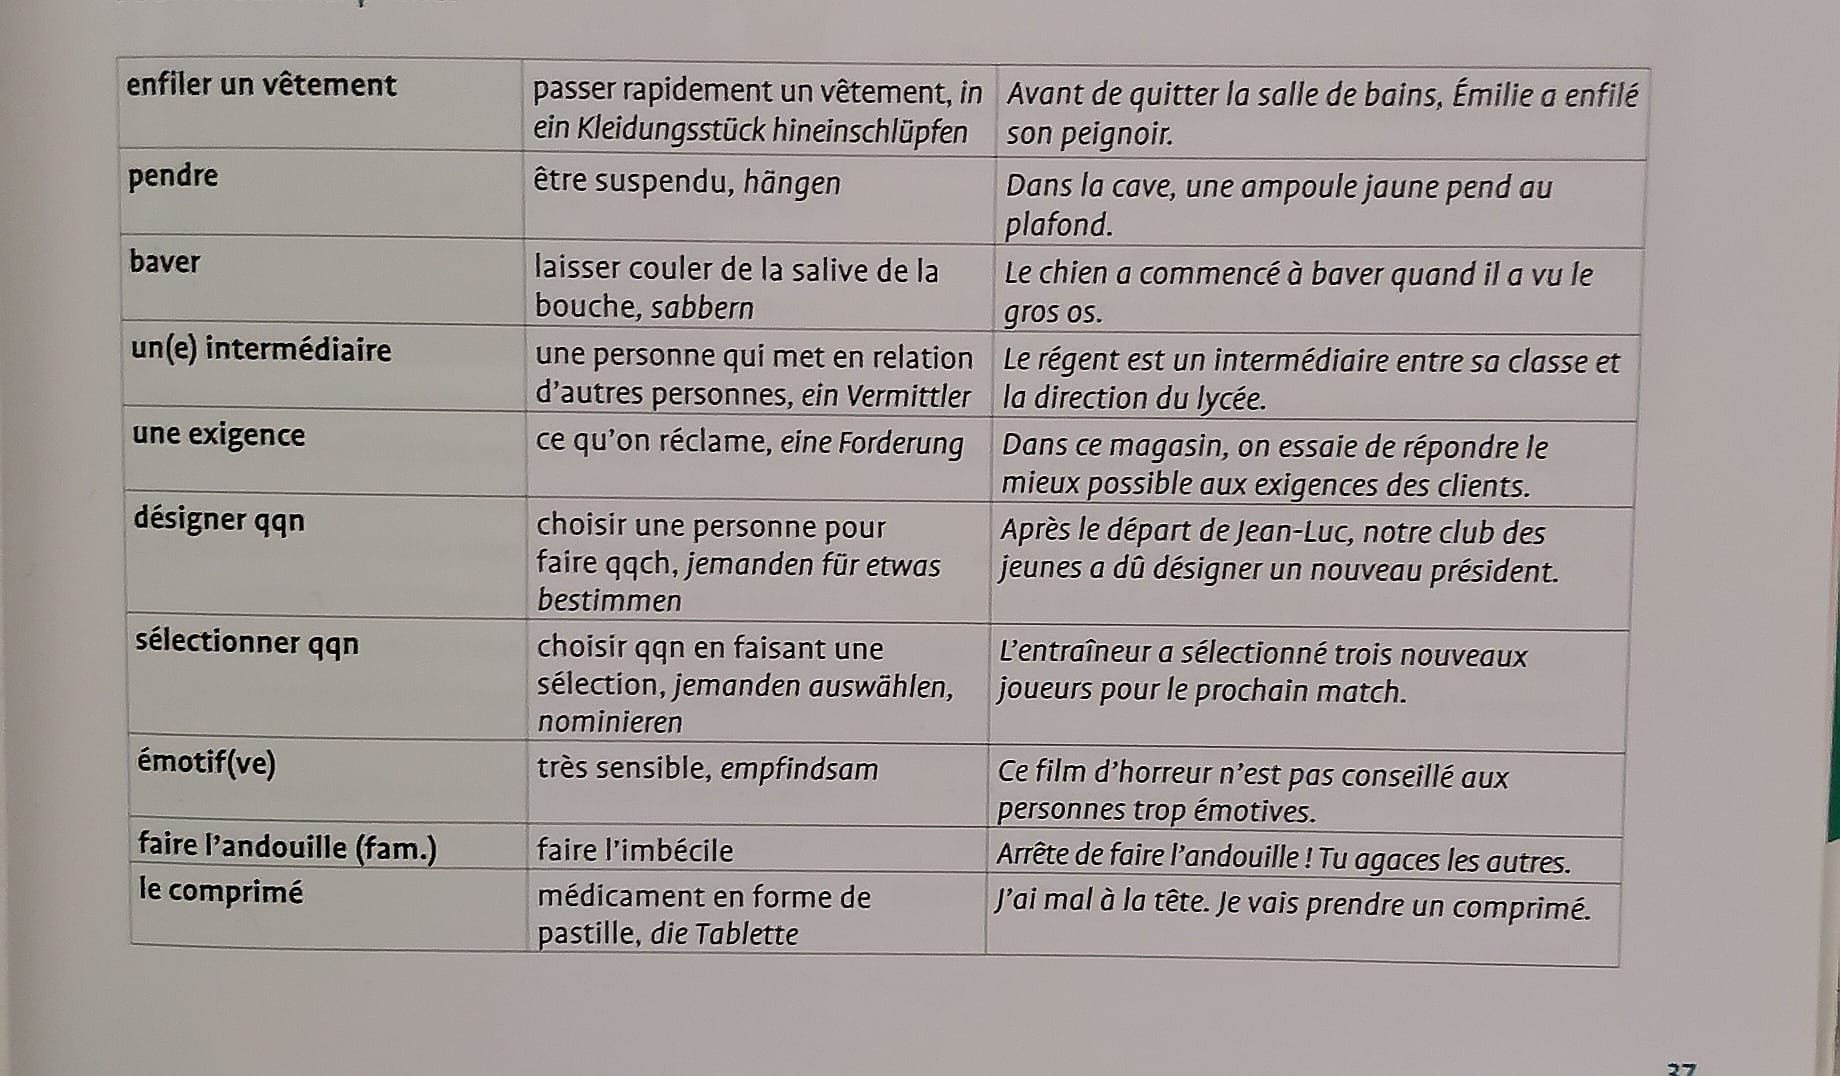 enfiler un vêtement
passer rapidement un vêtement, in
ein Kleidungsstück hineinschlüpfen
Avant de quitter la salle de bains, Émilie a enfilé
son peignoir.
pendre
être suspendu, hängen
Dans la cave, une ampoule jaune pend au
plafond.
baver
laisser couler de la salive de la
bouche, sabbern
Le chien a commencé à baver quand il a vu le
gros os.
un(e) intermédiaire
une personne qui met en relation
d'autres personnes, ein Vermittler
Le régent est un intermédiaire entre sa classe et
la direction du lycée.
une exigence
ce qu'on réclame, eine Forderung
Dans ce magasin, on essaie de répondre le
mieux possible aux exigences des clients.
désigner qqn
choisir une personne pour
faire qqch, jemanden für etwas
bestimmen
Après le départ de Jean-Luc, notre club des
jeunes a dû désigner un nouveau président.
sélectionner qqn
choisir qqn en faisant une
sélection, jemanden auswählen,
nominieren
L'entraîneur a sélectionné trois nouveaux
joueurs pour le prochain match.
émotif(ve)
très sensible, empfindsam
Ce film d'horreur n'est pas conseillé aux
personnes trop émotives.
faire l'andouille (fam.)
faire l'imbécile
Arrête de faire l'andouille ! Tu agaces les autres.
le comprimé
médicament en forme de
pastille, die Tablette
J'ai mal à la tête. Je vais prendre un comprimé.